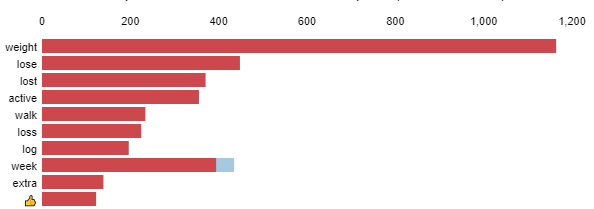 0 200 400 600 800 1,000 1,200
weight
lose
lost
active
walk
loss
log
week
extra
👍